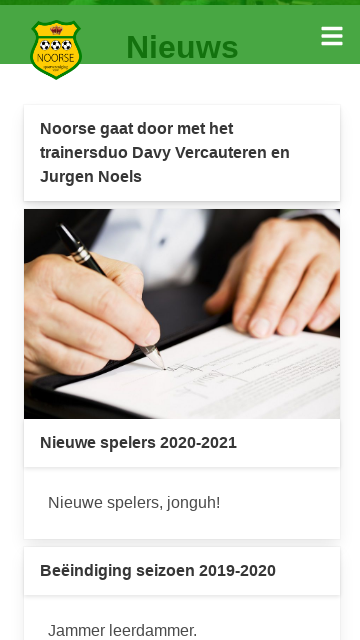 NOORSE
Nieuws
Noorse gaat door met het
trainersduo Davy Vercauteren en
Jurgen Noels
Nieuwe spelers 2020-2021
Nieuwe spelers, jonguh!
Beëindiging seizoen 2019-2020
Jammer leerdammer.